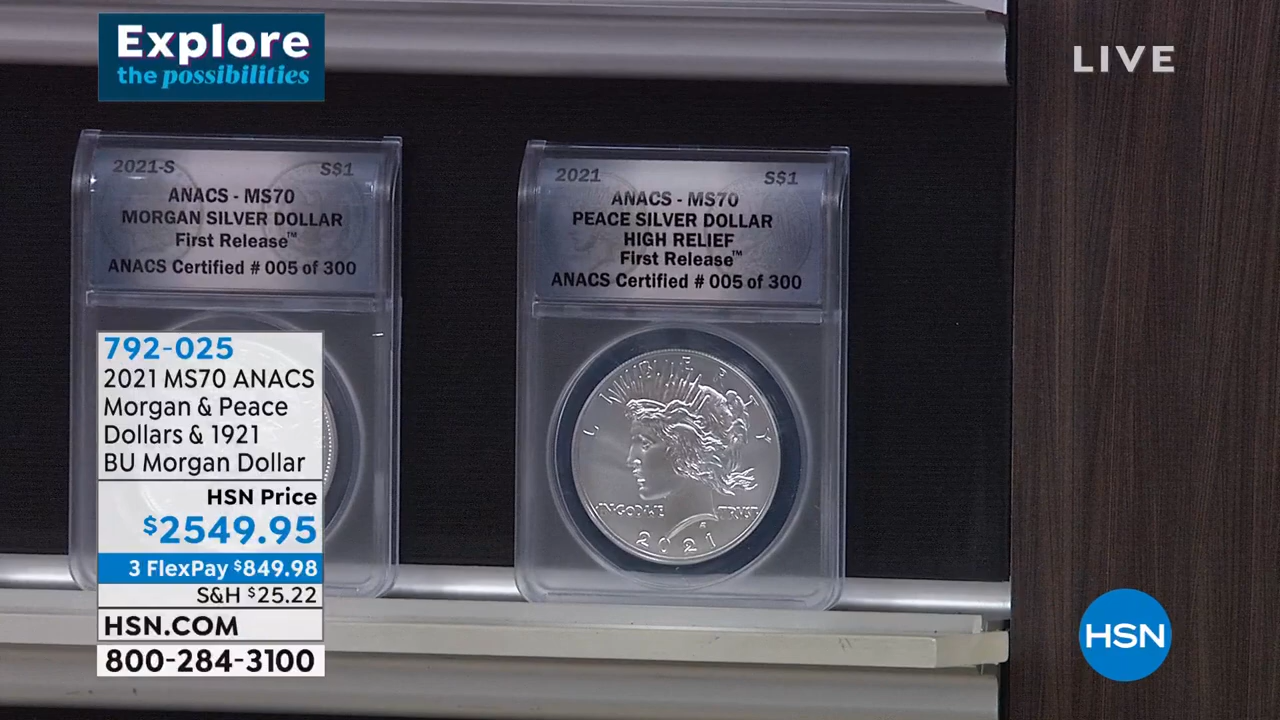 Explore
the possibilities
LIVE
2021-S S$1
ANACS - MS70
MORGAN SILVER DOLLAR
First Release™
ANACS Certified # 005 of 300
2021 S$1
ANACS - MS70
PEACE SILVER DOLLAR
HIGH RELIEF
First Release™
ANACS Certified # 005 of 300
LIBERTY
IN GOD WE TRUST
2021
792-025
2021 MS70 ANACS
Morgan & Peace
Dollars & 1921
BU Morgan Dollar
HSN Price
$2549.95
3 FlexPay $849.98
S&H $25.22
HSN.COM
800-284-3100
HSN